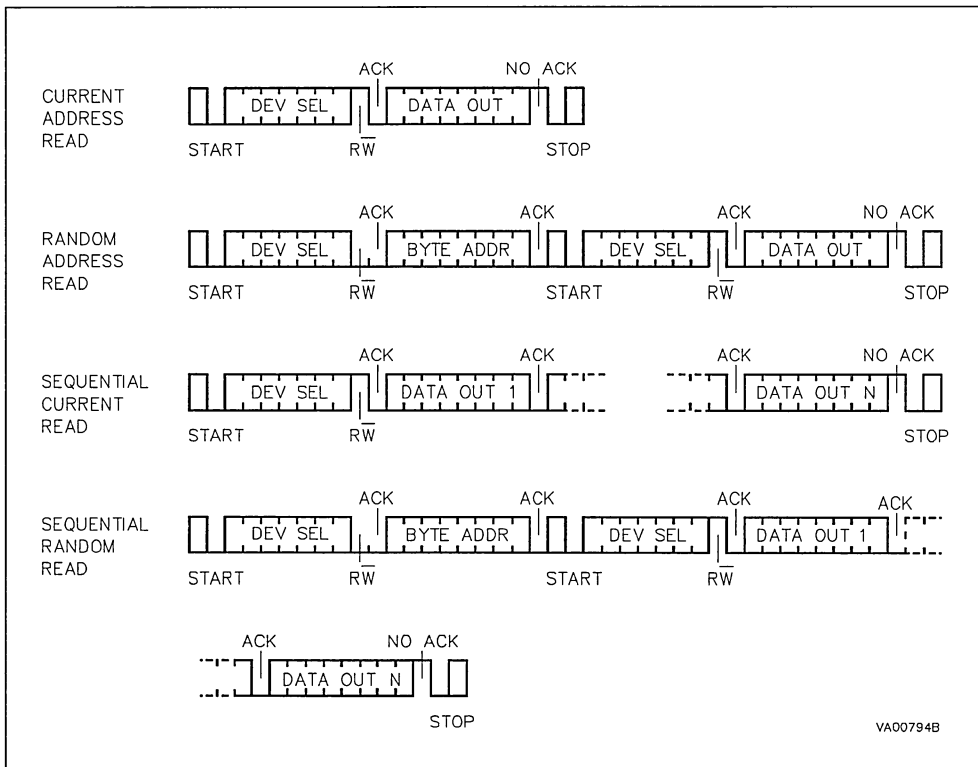 ACK NO ACK
CURRENT ADDRESS READ
DEV SEL DATA OUT
START RW̅ STOP
ACK ACK ACK NO ACK
RANDOM ADDRESS READ
DEV SEL BYTE ADDR DEV SEL DATA OUT
START RW̅ START RW̅ STOP
ACK ACK ACK NO ACK
SEQUENTIAL CURRENT READ
DEV SEL DATA OUT 1 DATA OUT N
START RW̅ STOP
ACK ACK ACK ACK
SEQUENTIAL RANDOM READ
DEV SEL BYTE ADDR DEV SEL DATA OUT 1
START RW̅ START RW̅
ACK NO ACK
DATA OUT N
STOP
VA00794B